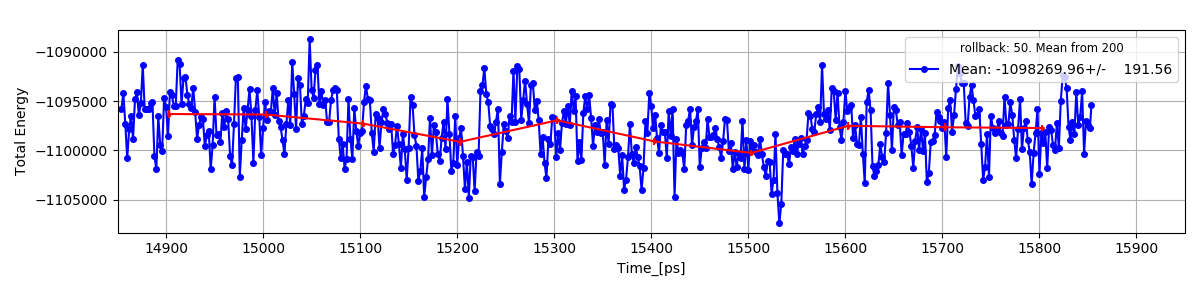 rollback: 50. Mean from 200
Mean: -1098269.96+/- 191.56
Total Energy
−1090000
−1095000
−1100000
−1105000
14900 15000 15100 15200 15300 15400 15500 15600 15700 15800 15900
Time_[ps]